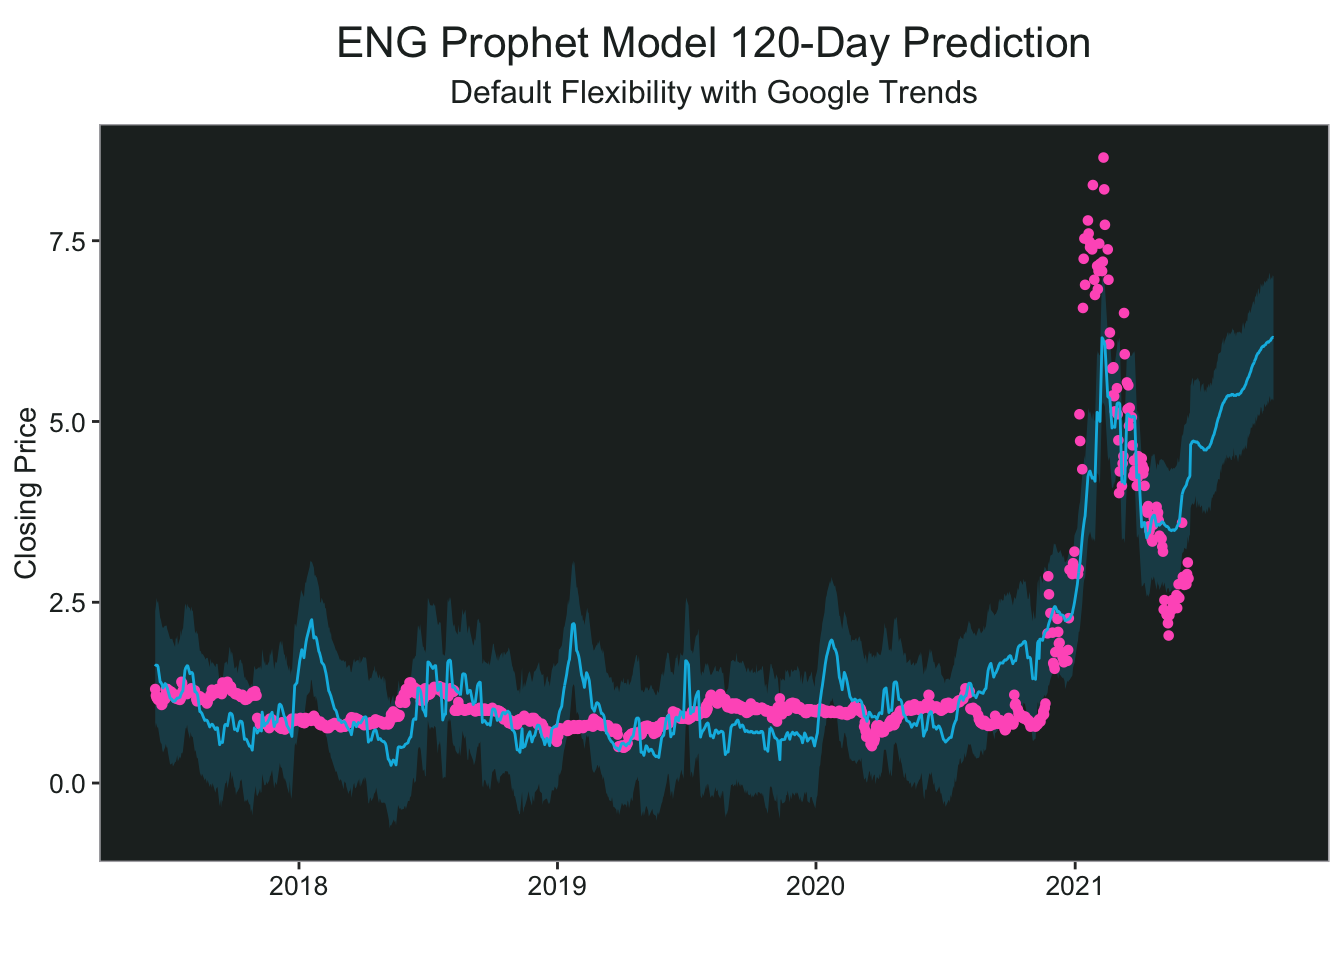 ENG Prophet Model 120-Day Prediction
Default Flexibility with Google Trends
Closing Price
7.5
5.0
2.5
0.0
2018 2019 2020 2021